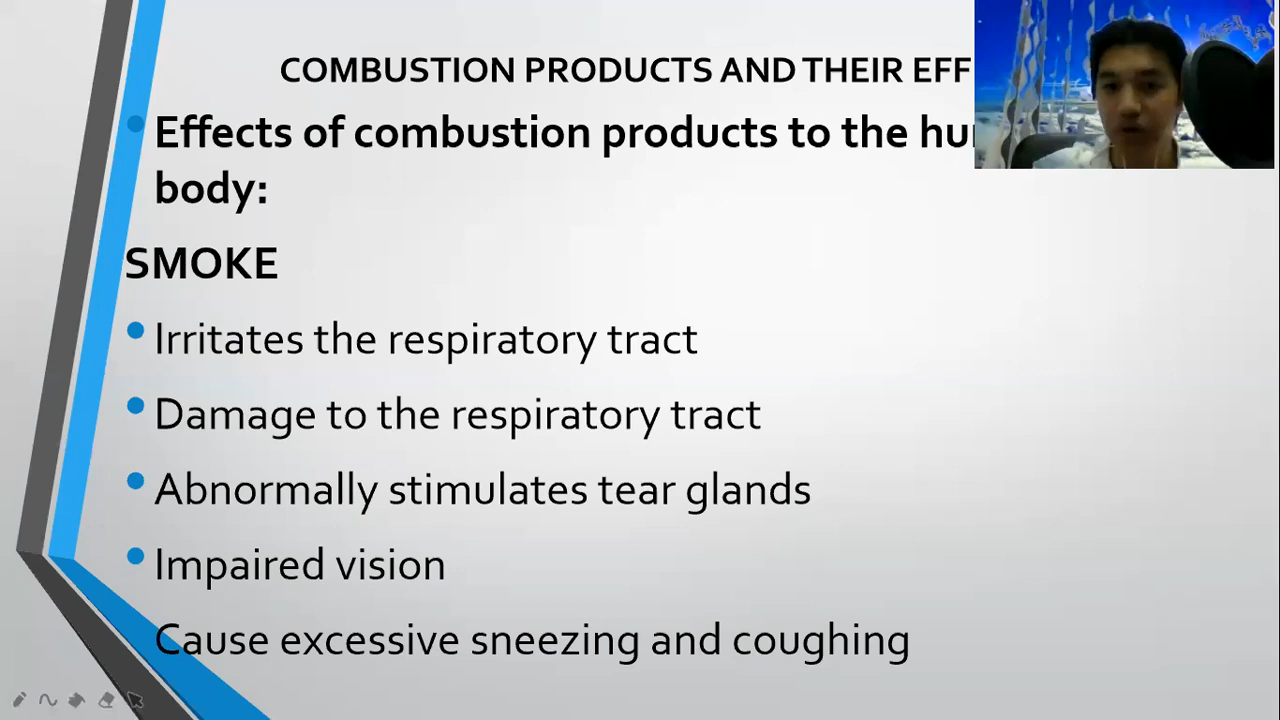 COMBUSTION PRODUCTS AND THEIR EFF
• Effects of combustion products to the hu
body:
SMOKE
• Irritates the respiratory tract
• Damage to the respiratory tract
• Abnormally stimulates tear glands
• Impaired vision
Cause excessive sneezing and coughing